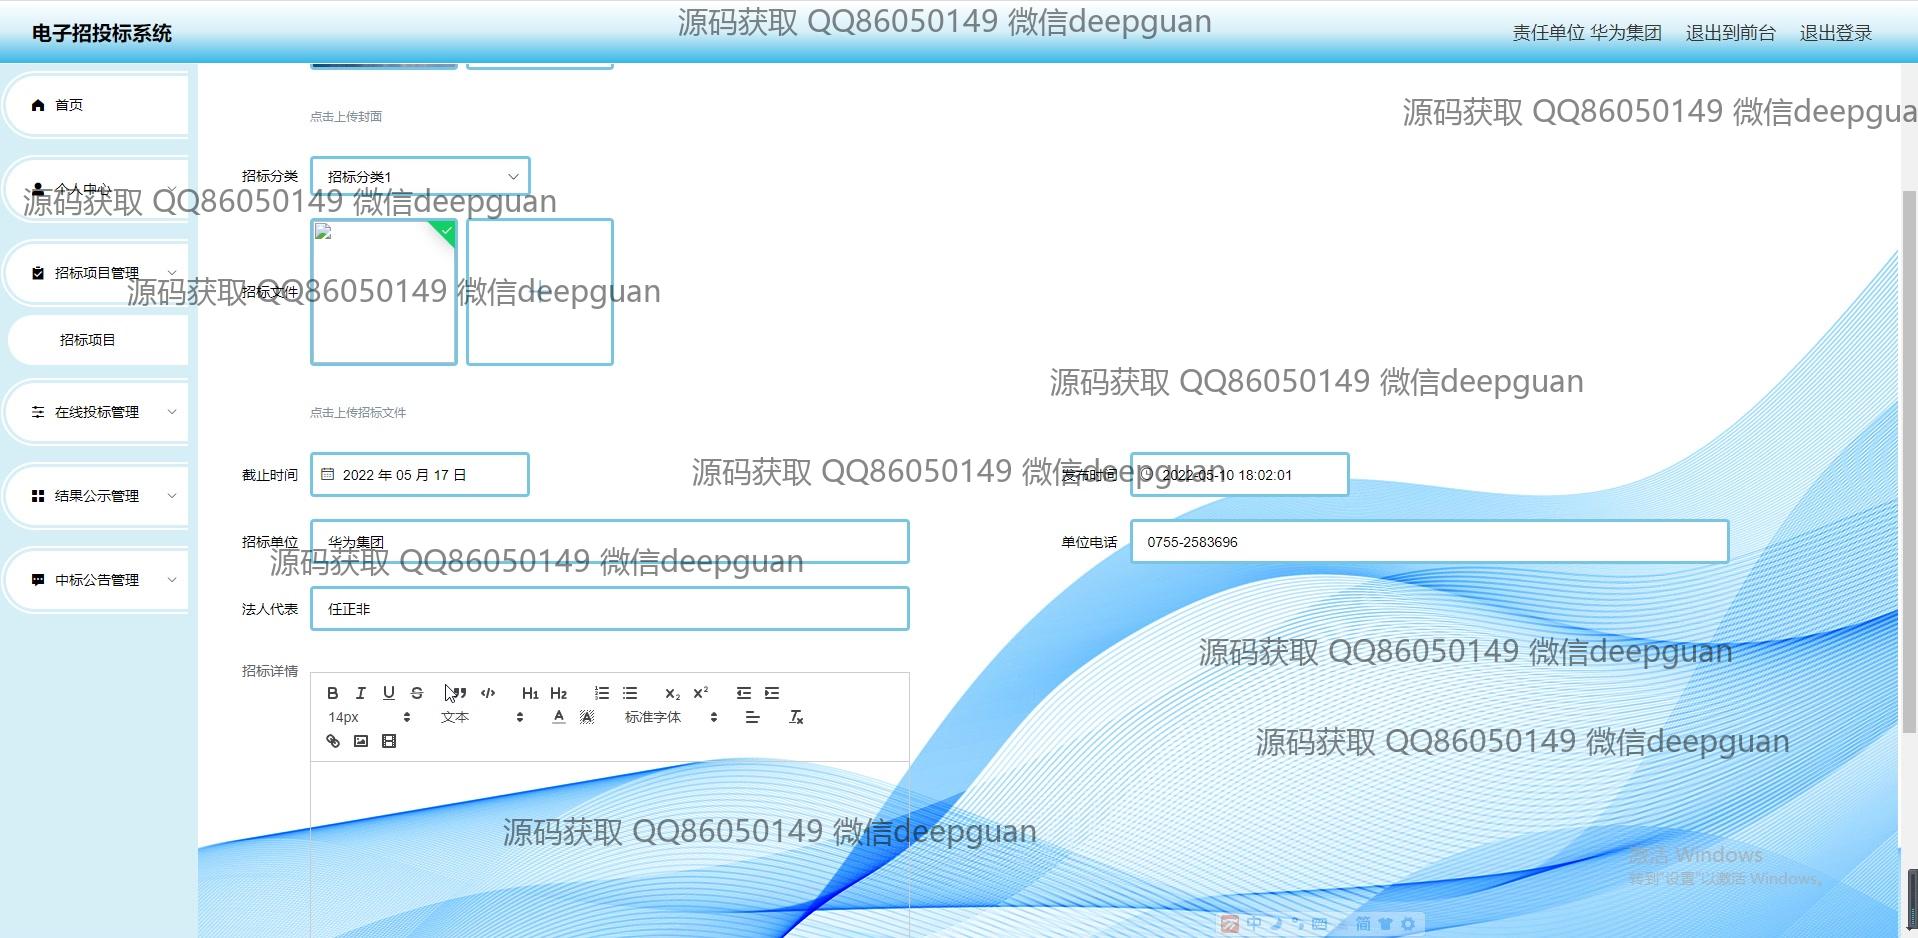 电子招投标系统
源码获取 QQ86050149 微信deepguan
责任单位 华为集团
退出到前台
退出登录
首页
点击上传封面
源码获取 QQ86050149 微信deepgua
招标分类
招标分类1
个人中心
源码获取 QQ86050149 微信deepguan
招标项目管理
招标文件
源码获取 QQ86050149 微信deepguan
招标项目
源码获取 QQ86050149 微信deepguan
在线投标管理
点击上传招标文件
截止时间
2022 年 05 月 17 日
源码获取 QQ86050149 微信deepguan
发布时间
2022-05-10 18:02:01
结果公示管理
招标单位
华为集团
单位电话
0755-2583696
源码获取 QQ86050149 微信deepguan
中标公告管理
法人代表
任正非
源码获取 QQ86050149 微信deepguan
招标详情
B I U S H1 H2 X2 X2
14px 文本 A A 标准字体 Tx
源码获取 QQ86050149 微信deepguan
源码获取 QQ86050149 微信deepguan
激活 Windows
转到"设置"以激活 Windows。
中 简